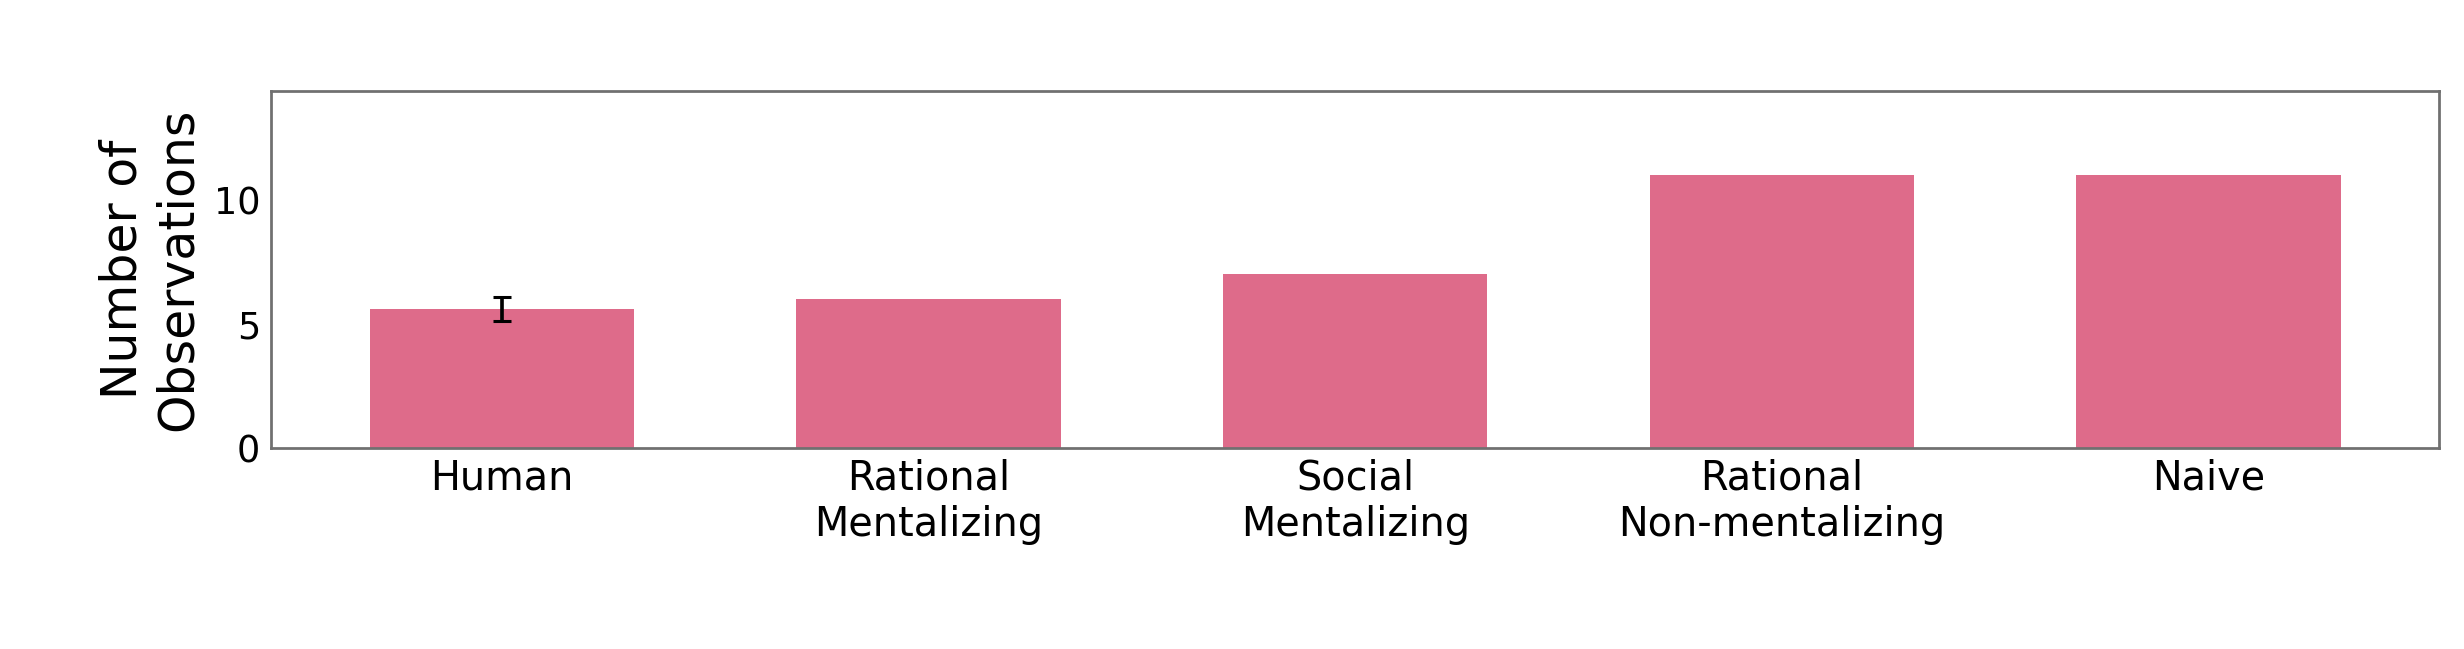 Number of
Observations
10
5
0
Human
Rational
Mentalizing
Social
Mentalizing
Rational
Non-mentalizing
Naive